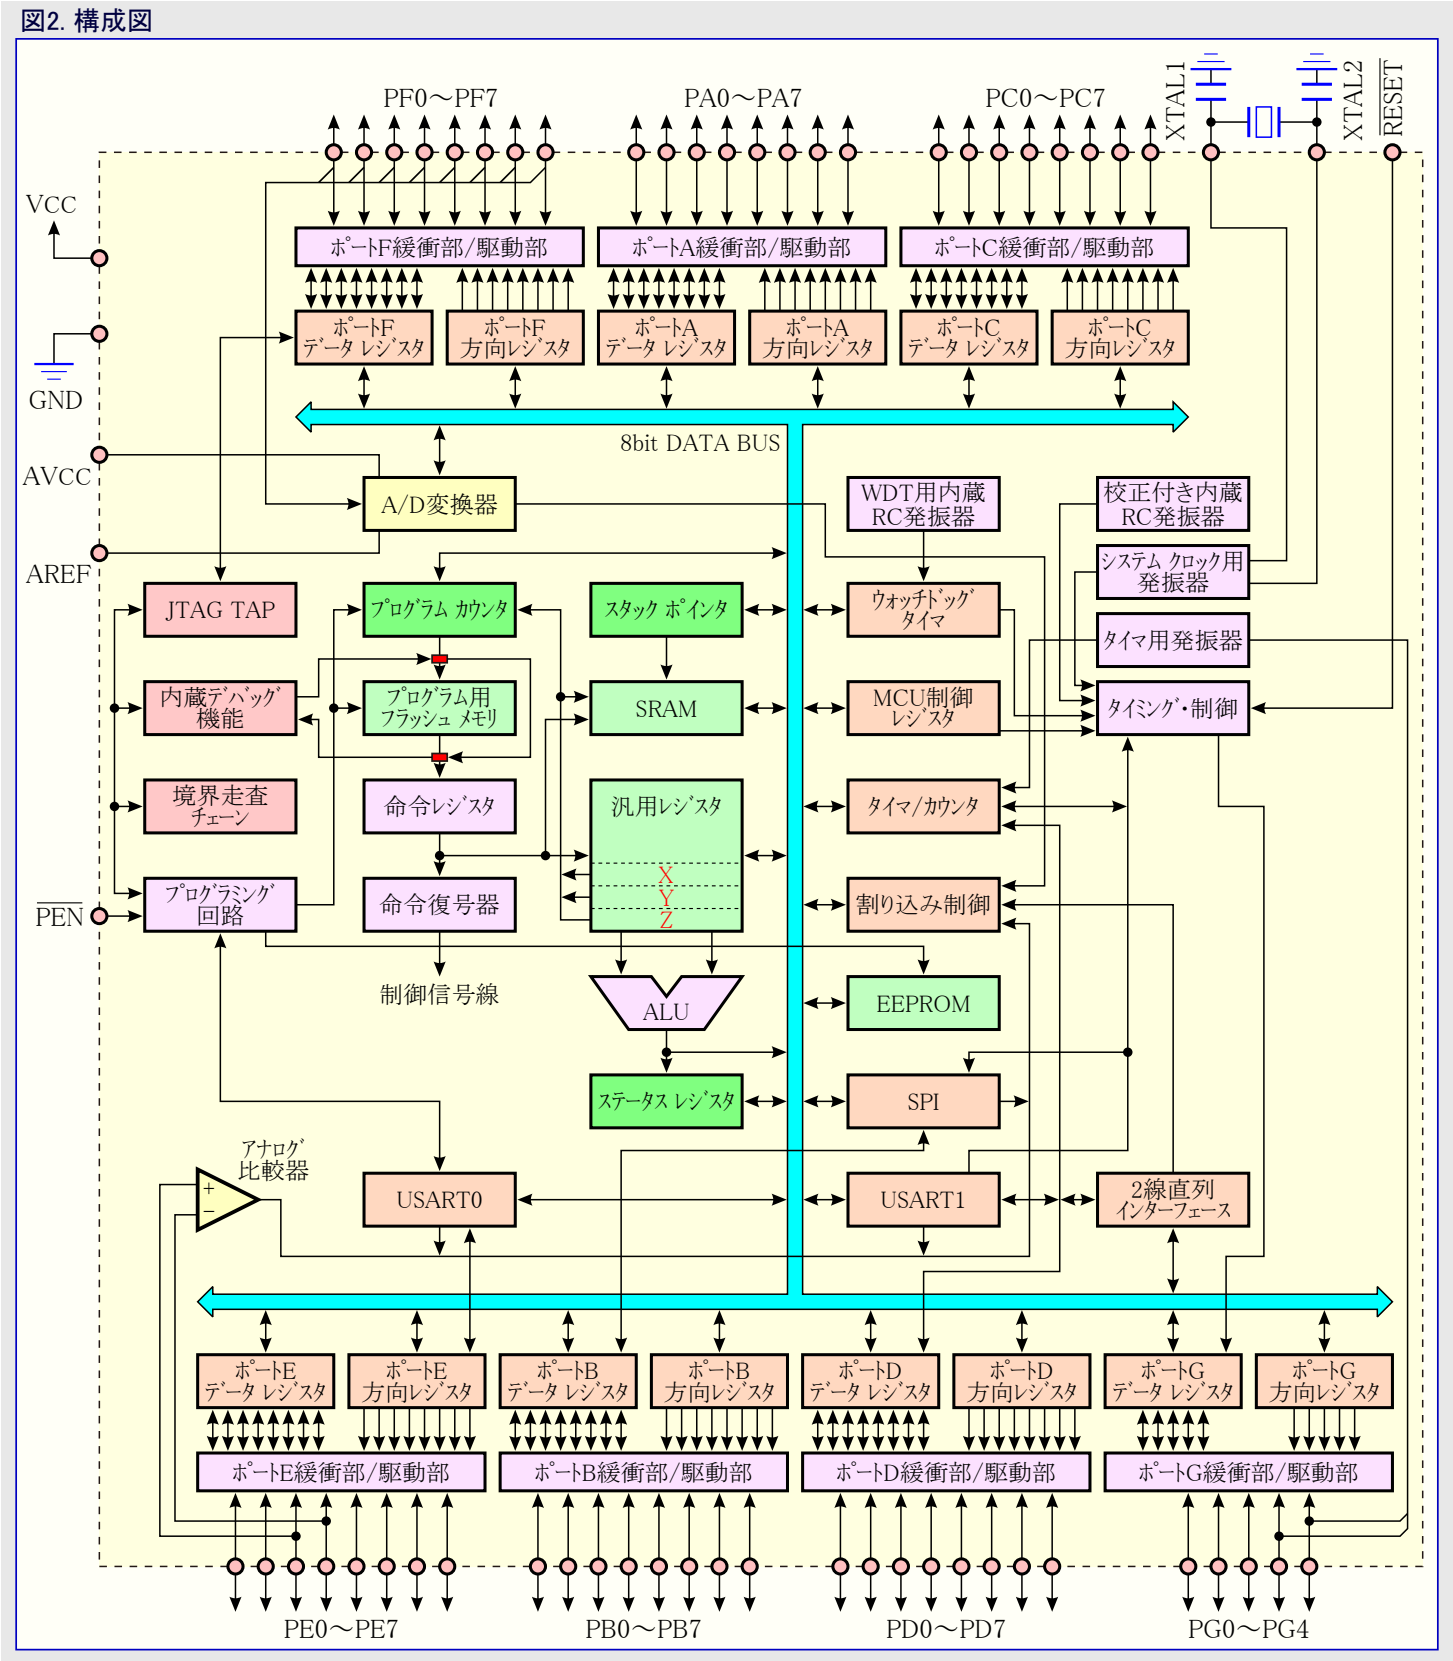 図2. 構成図
PF0～PF7
PA0～PA7
PC0～PC7
XTAL1
XTAL2
RESET
VCC
ポートF緩衝部/駆動部
ポートA緩衝部/駆動部
ポートC緩衝部/駆動部
ポートF
データ レジスタ
ポートF
方向レジスタ
ポートA
データ レジスタ
ポートA
方向レジスタ
ポートC
データ レジスタ
ポートC
方向レジスタ
GND
8bit DATA BUS
AVCC
A/D変換器
WDT用内蔵
RC発振器
校正付き内蔵
RC発振器
AREF
システム クロック用
発振器
JTAG TAP
プログラム カウンタ
スタック ポインタ
ウォッチドッグ
タイマ
タイマ用発振器
内蔵デバッグ
機能
プログラム用
フラッシュ メモリ
SRAM
MCU制御
レジスタ
タイミング・制御
境界走査
チェーン
命令レジスタ
汎用レジスタ
タイマ/カウンタ
X
Y
Z
PEN
プログラミング
回路
命令復号器
割り込み制御
制御信号線
ALU
EEPROM
ステータス レジスタ
SPI
アナログ
比較器
+
−
USART0
USART1
2線直列
インターフェース
ポートE
データ レジスタ
ポートE
方向レジスタ
ポートB
データ レジスタ
ポートB
方向レジスタ
ポートD
データ レジスタ
ポートD
方向レジスタ
ポートG
データ レジスタ
ポートG
方向レジスタ
ポートE緩衝部/駆動部
ポートB緩衝部/駆動部
ポートD緩衝部/駆動部
ポートG緩衝部/駆動部
PE0～PE7
PB0～PB7
PD0～PD7
PG0～PG4